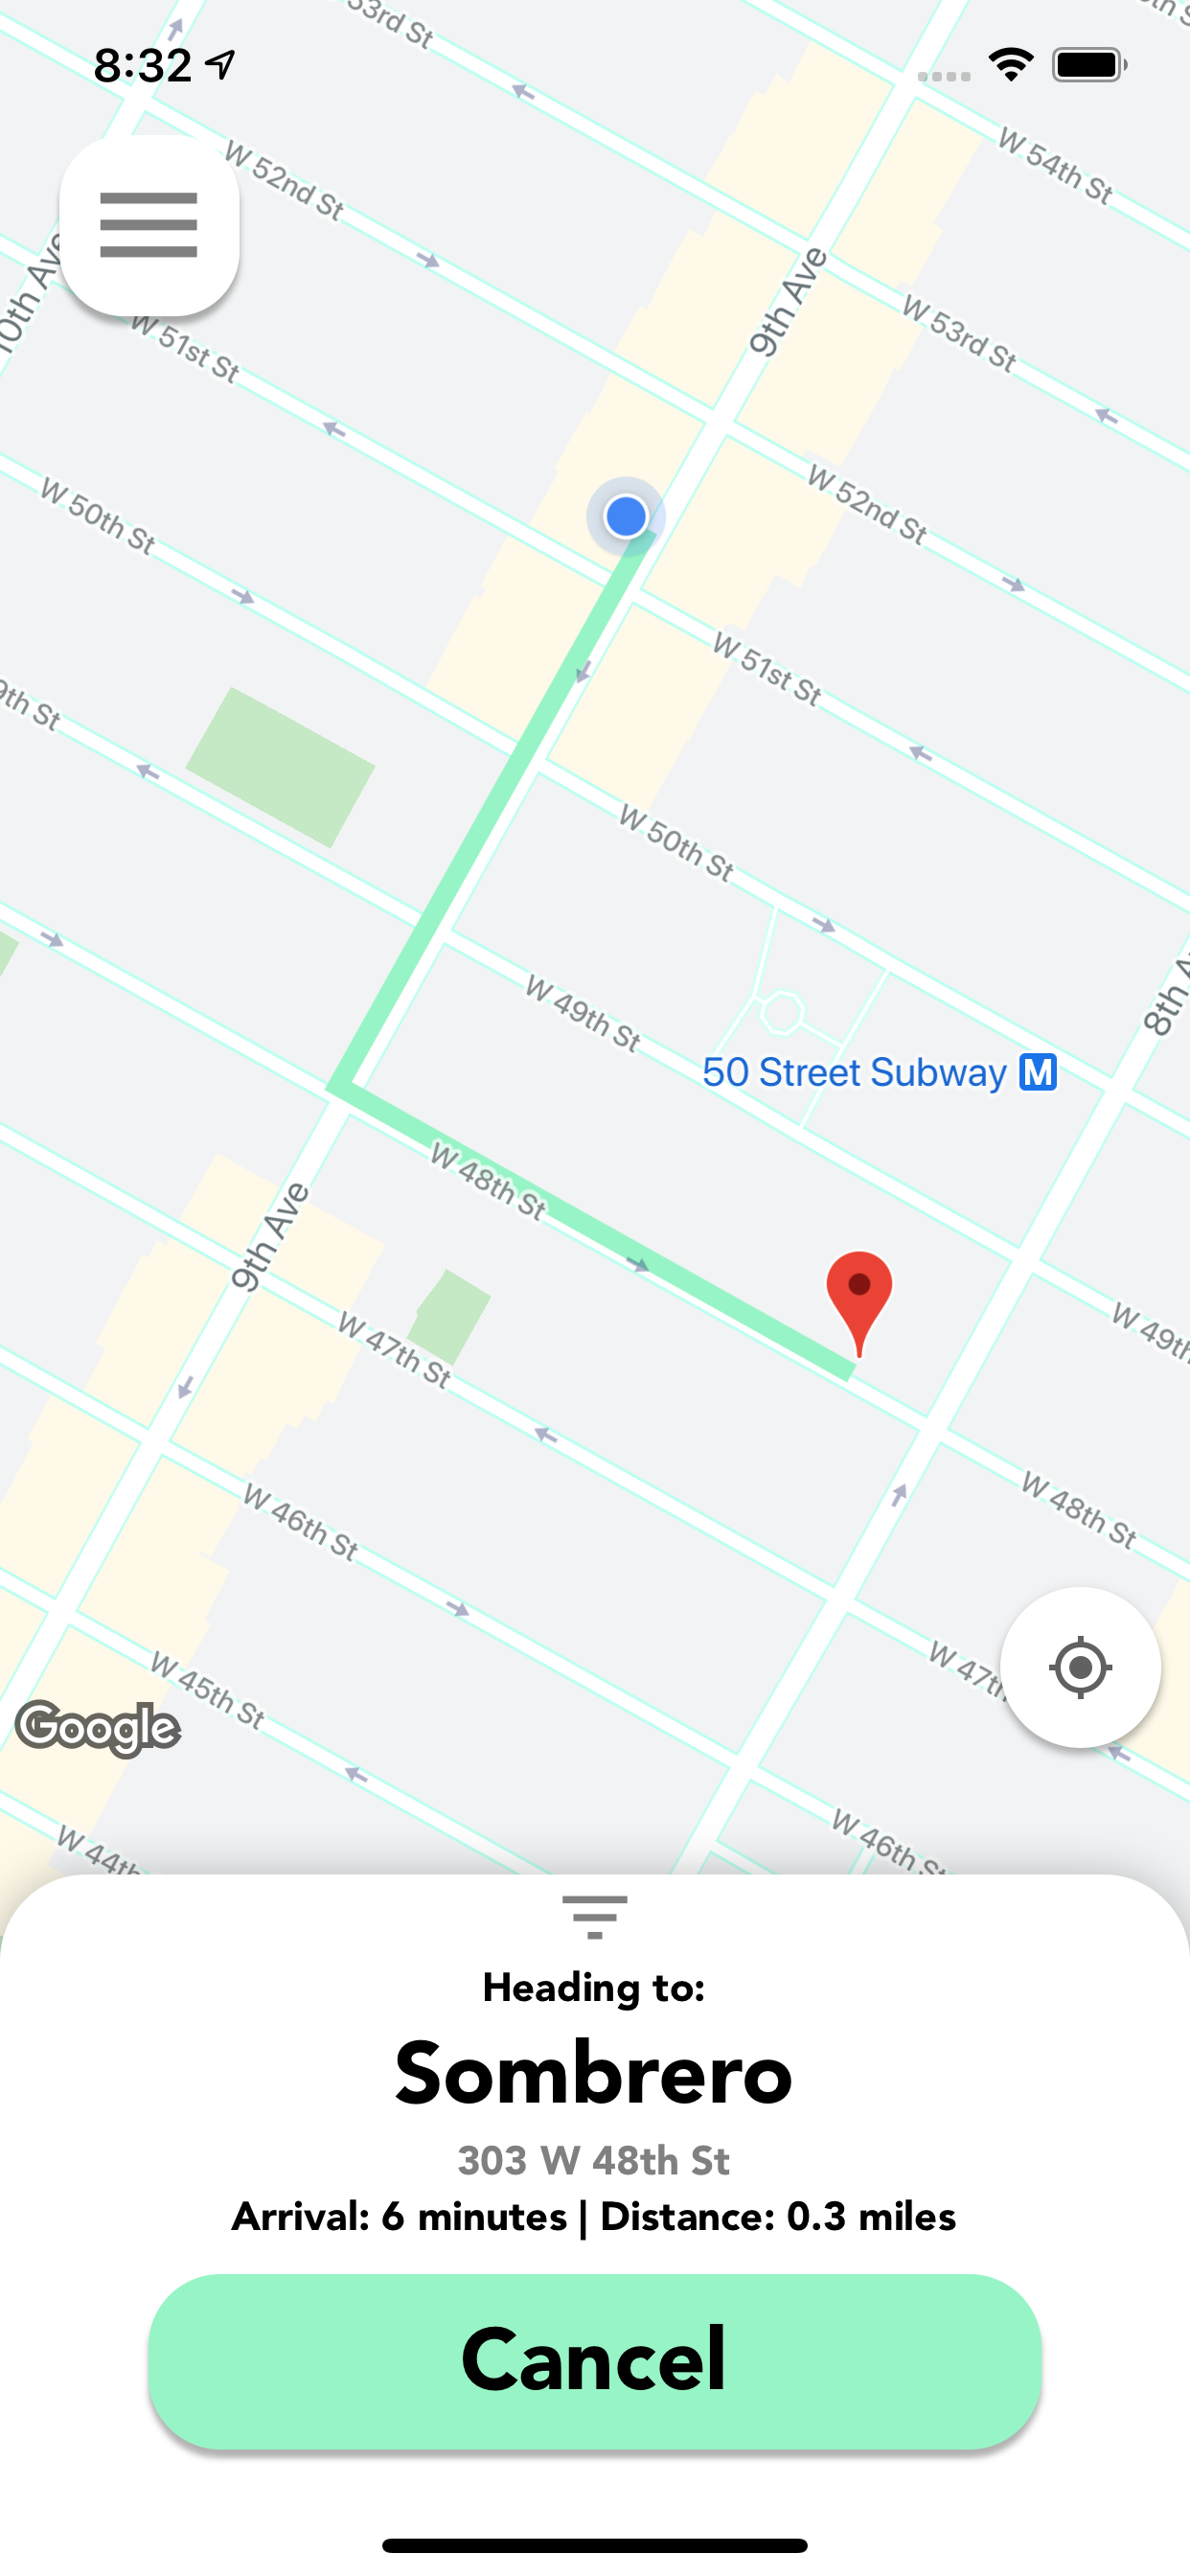 53rd St
8:32
W 52nd St
W 54th St
10th Ave
9th Ave
W 53rd St
W 51st St
W 50th St
W 52nd St
W 51st St
9th St
W 50th St
8th A
W 49th St
50 Street Subway M
W 48th St
9th Ave
W 49th
W 47th St
W 48th St
W 46th St
W 47th
W 45th St
Google
W 46th St
W 44th
Heading to:
Sombrero
303 W 48th St
Arrival: 6 minutes | Distance: 0.3 miles
Cancel